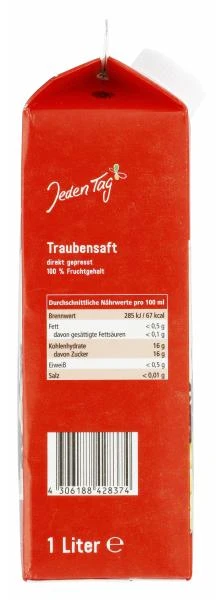 Jeden Tag
Traubensaft
direkt gepresst
100 % Fruchtgehalt
Durchschnittliche Nährwerte pro 100 ml
Brennwert 285 kJ / 67 kcal
Fett < 0,5 g
davon gesättigte Fettsäuren < 0,1 g
Kohlenhydrate 16 g
davon Zucker 16 g
Eiweiß < 0,5 g
Salz < 0,01 g
4 306188 428374
1 Liter ℮